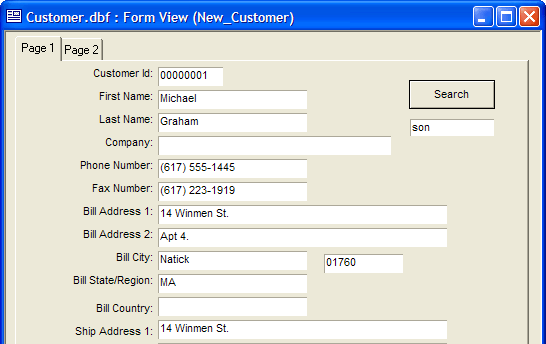 Customer.dbf : Form View (New_Customer)
Page 1 Page 2
Customer Id: 00000001
Search
First Name: Michael
Last Name: Graham
son
Company:
Phone Number: (617) 555-1445
Fax Number: (617) 223-1919
Bill Address 1: 14 Winmen St.
Bill Address 2: Apt 4.
Bill City: Natick 01760
Bill State/Region: MA
Bill Country:
Ship Address 1: 14 Winmen St.